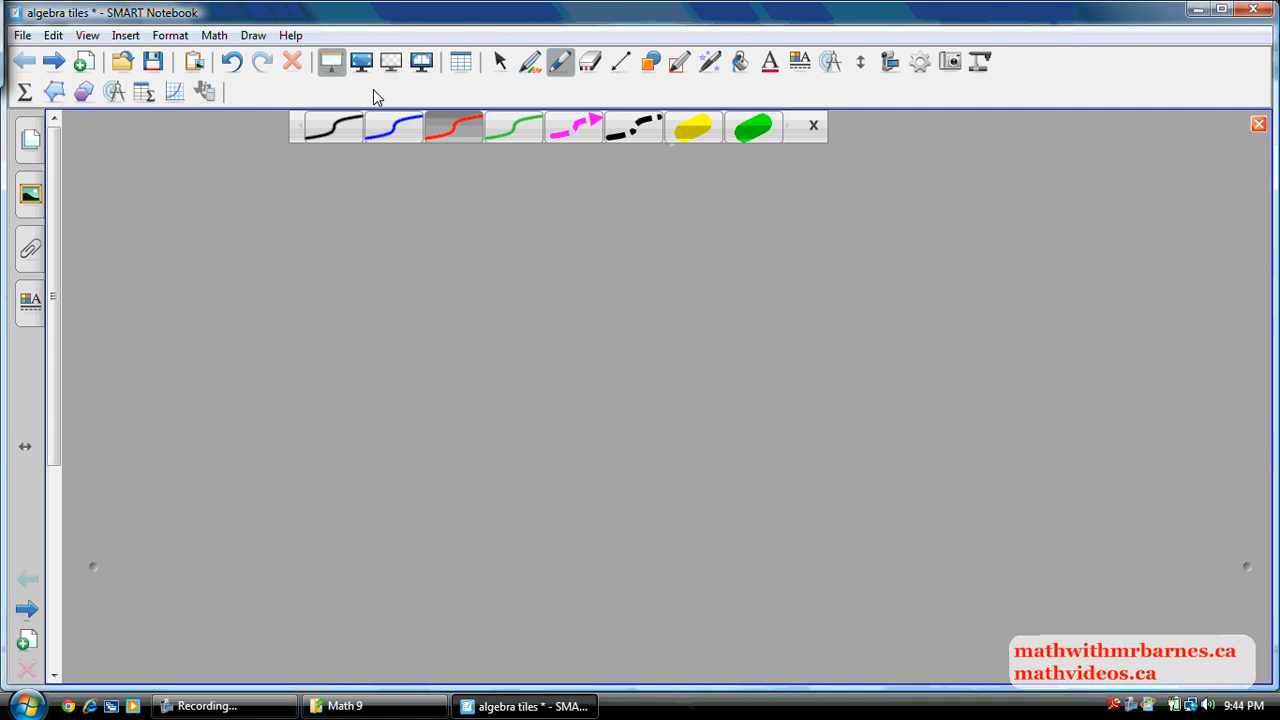 algebra tiles * - SMART Notebook
File Edit View Insert Format Math Draw Help
A
Σ
x
mathwithmrbarnes.ca
mathvideos.ca
Recording...
Math 9
algebra tiles * - SMA...
9:44 PM